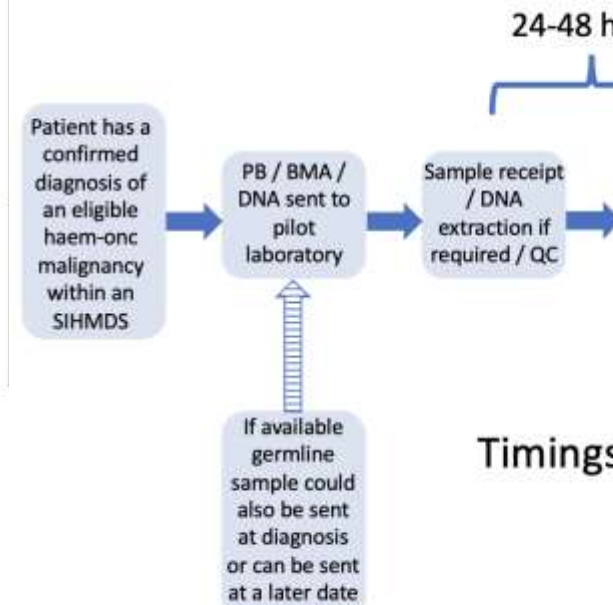 24-48 h
Patient has a
confirmed
diagnosis of
an eligible
haem-onc
malignancy
within an
SIHMDS
PB / BMA /
DNA sent to
pilot
laboratory
Sample receipt
/ DNA
extraction if
required / QC
If available
germline
sample could
also be sent
at diagnosis
or can be sent
at a later date
Timings